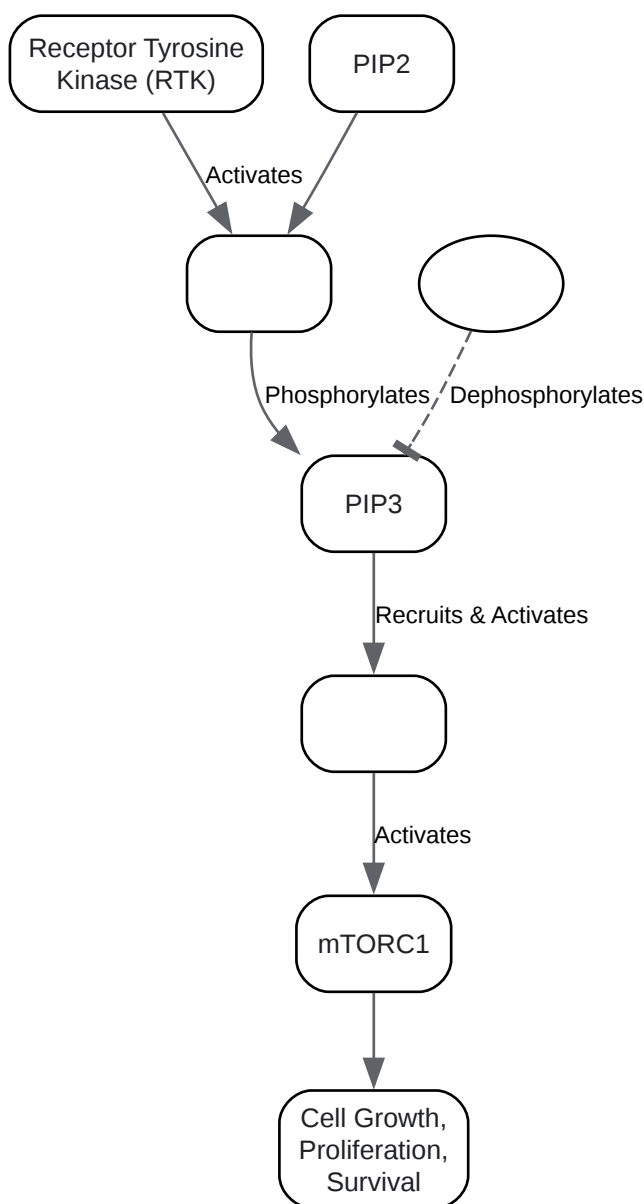 Receptor Tyrosine
Kinase (RTK)
PIP2
Activates
Phosphorylates
Dephosphorylates
PIP3
Recruits & Activates
Activates
mTORC1
Cell Growth,
Proliferation,
Survival